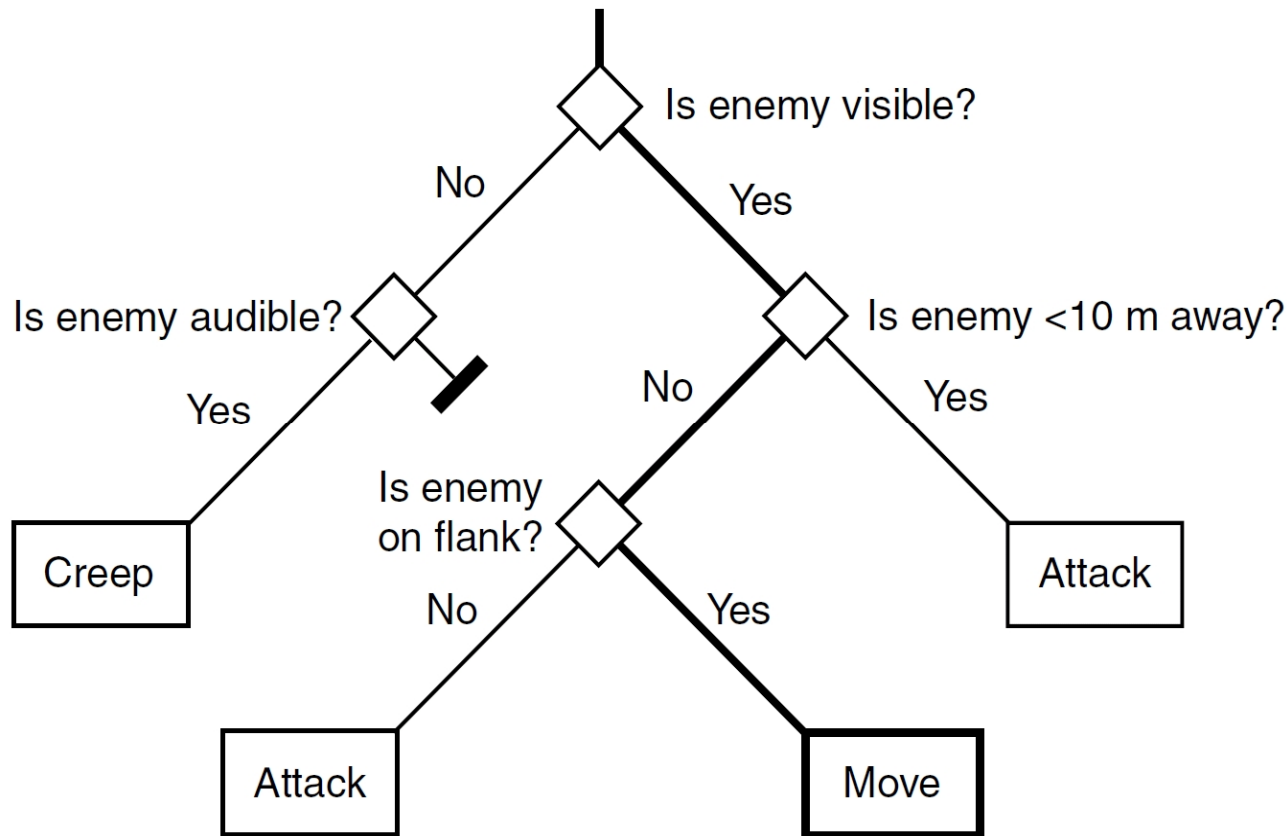 Is enemy visible?
No
Yes
Is enemy audible?
Is enemy <10 m away?
Yes
No
Yes
Is enemy
on flank?
Creep
Attack
No
Yes
Attack
Move